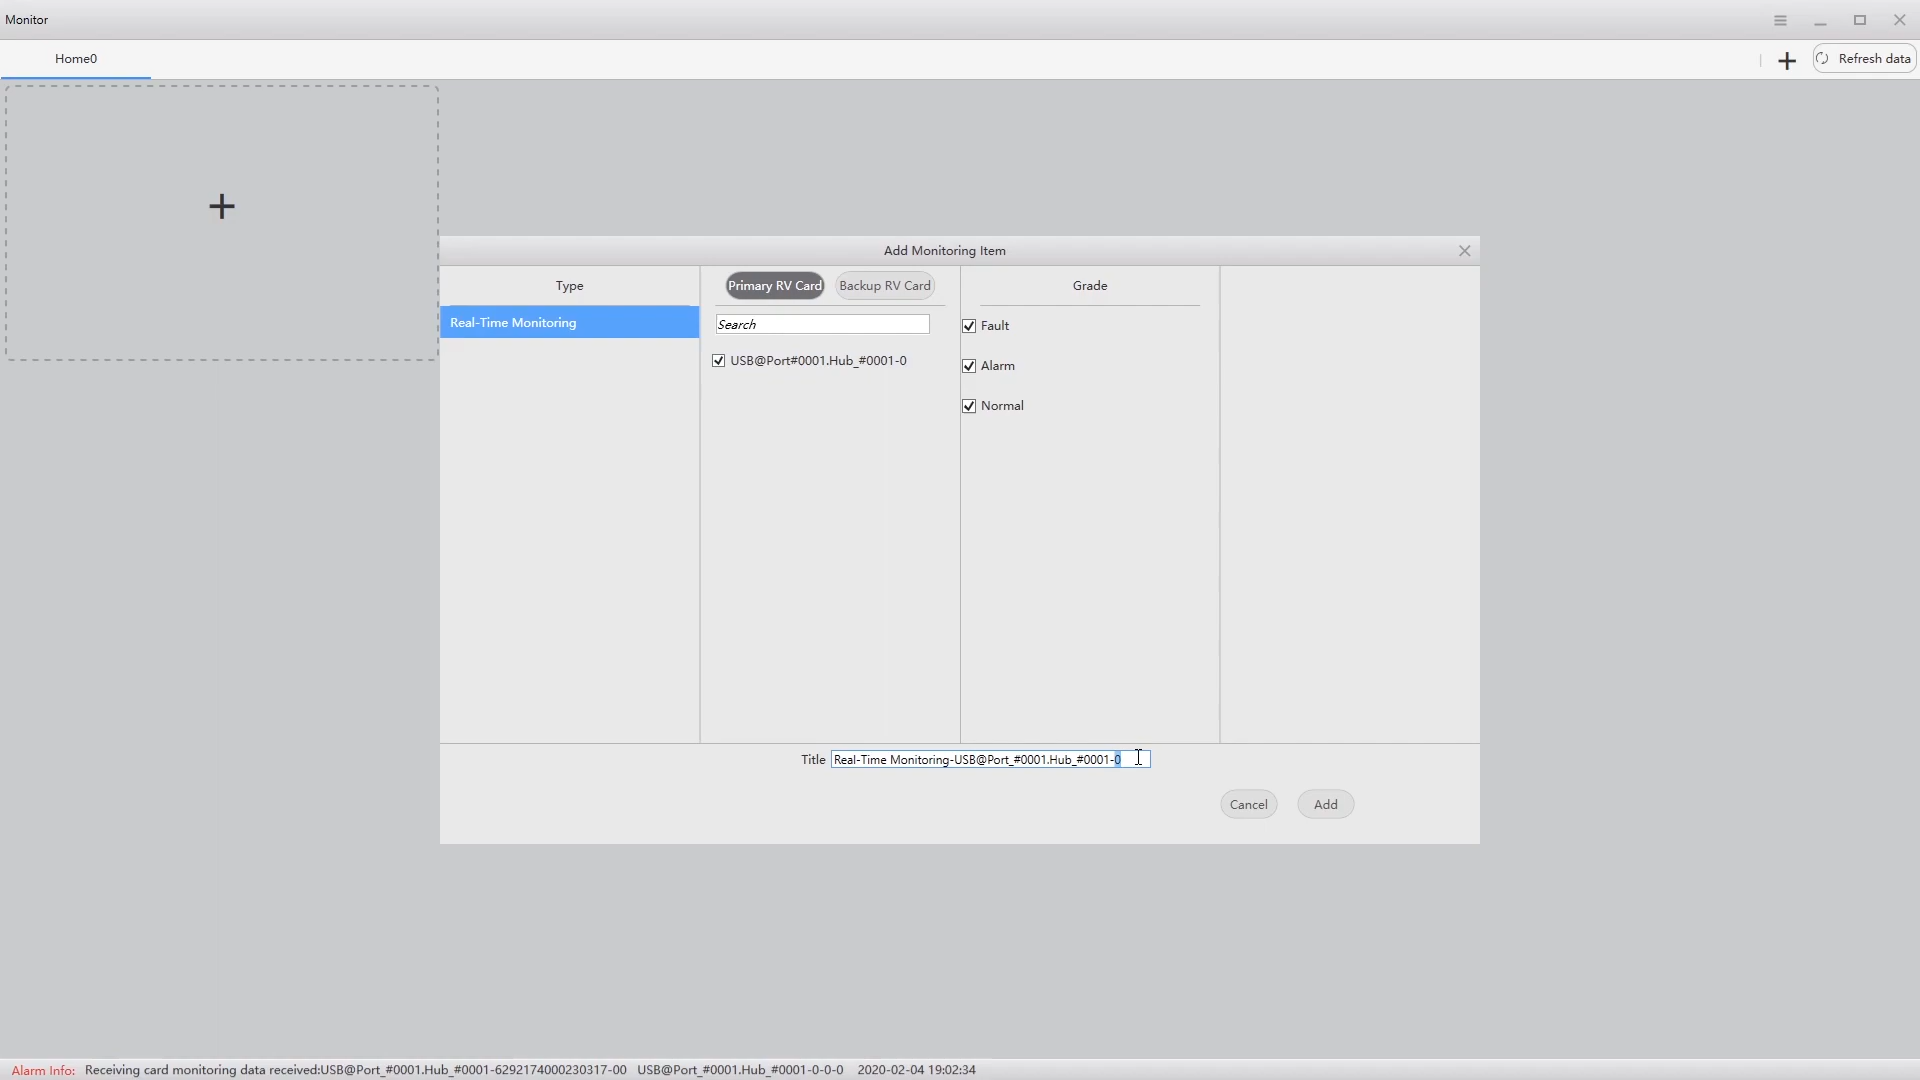 Monitor
Home0
Refresh data
Add Monitoring Item
Type
Primary RV Card
Backup RV Card
Grade
Real-Time Monitoring
Search
Fault
USB@Port#0001.Hub_#0001-0
Alarm
Normal
Title
Real-Time Monitoring-USB@Port_#0001.Hub_#0001-0
Cancel
Add
Alarm Info: Receiving card monitoring data received:USB@Port_#0001.Hub_#0001-6292174000230317-00 USB@Port_#0001.Hub_#0001-0-0-0 2020-02-04 19:02:34